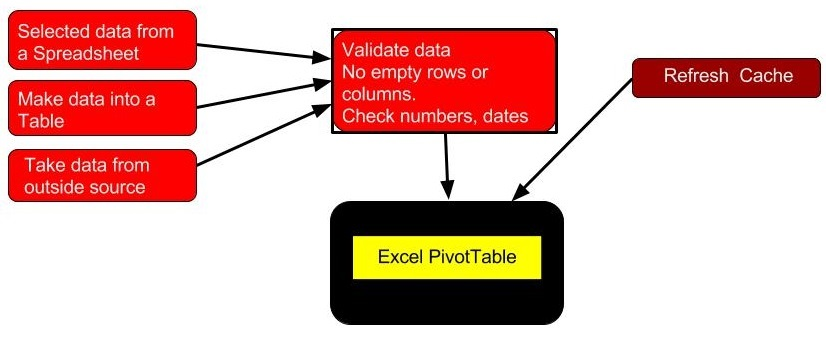 Selected data from
a Spreadsheet
Make data into a
Table
Take data from
outside source
Validate data
No empty rows or
columns.
Check numbers, dates
Refresh Cache
Excel PivotTable